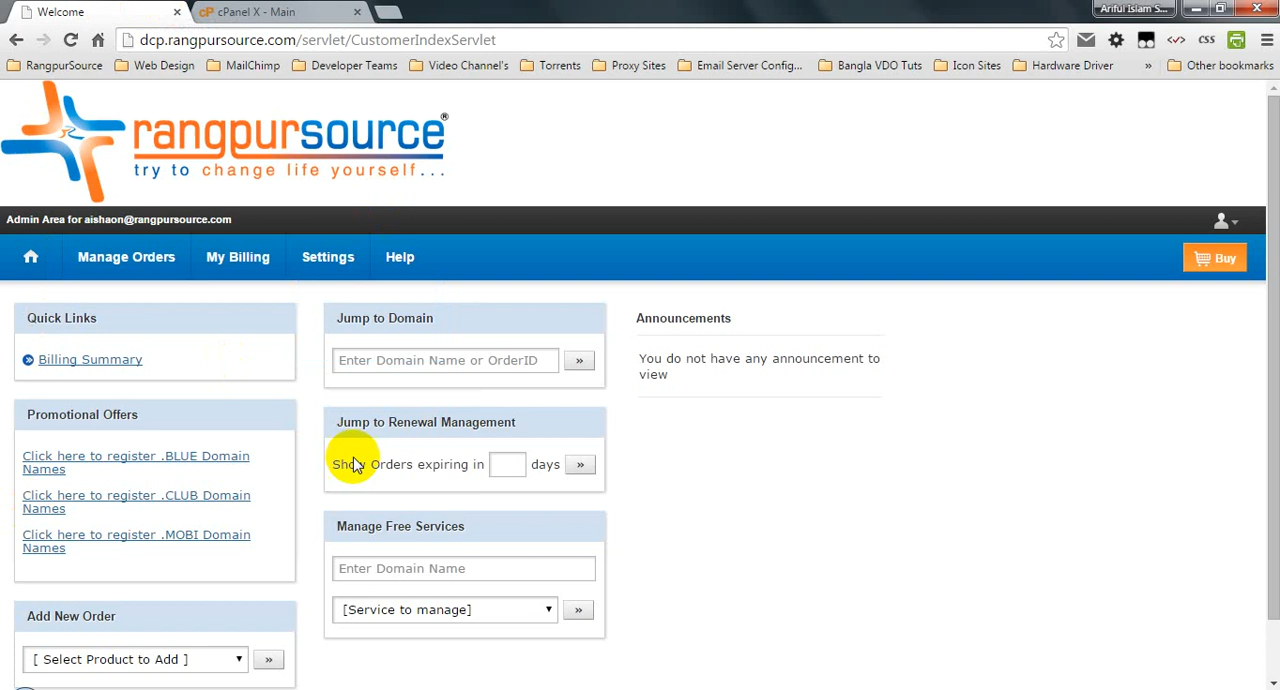 Welcome
cPanel X - Main
Ariful Islam S...
dcp.rangpursource.com/servlet/CustomerIndexServlet
CSS
RangpurSource
Web Design
MailChimp
Developer Teams
Video Channel's
Torrents
Proxy Sites
Email Server Config...
Bangla VDO Tuts
Icon Sites
Hardware Driver
»
Other bookmarks
rangpursource®
try to change life yourself...
Admin Area for aishaon@rangpursource.com
Manage Orders
My Billing
Settings
Help
Buy
Quick Links
Billing Summary
Promotional Offers
Click here to register .BLUE Domain
Names
Click here to register .CLUB Domain
Names
Click here to register .MOBI Domain
Names
Add New Order
[ Select Product to Add ]
»
Jump to Domain
Enter Domain Name or OrderID
»
Jump to Renewal Management
Show Orders expiring in
days
»
Manage Free Services
Enter Domain Name
[Service to manage]
»
Announcements
You do not have any announcement to
view